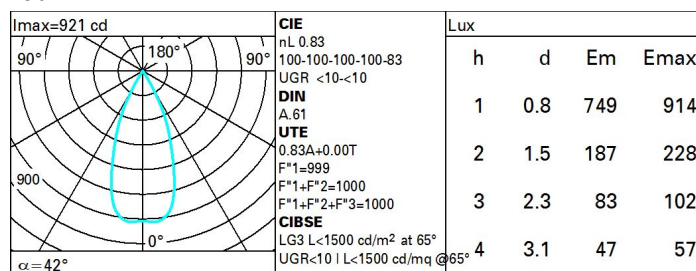 Imax=921 cd
90° 180° 90°
900
0°
α=42°
CIE
nL 0.83
100-100-100-100-83
UGR <10-<10
DIN
A.61
UTE
0.83A+0.00T
F"1=999
F"1+F"2=1000
F"1+F"2+F"3=1000
CIBSE
LG3 L<1500 cd/m² at 65°
UGR<10 | L<1500 cd/mq @65°
Lux
h d Em Emax
1 0.8 749 914
2 1.5 187 228
3 2.3 83 102
4 3.1 47 57